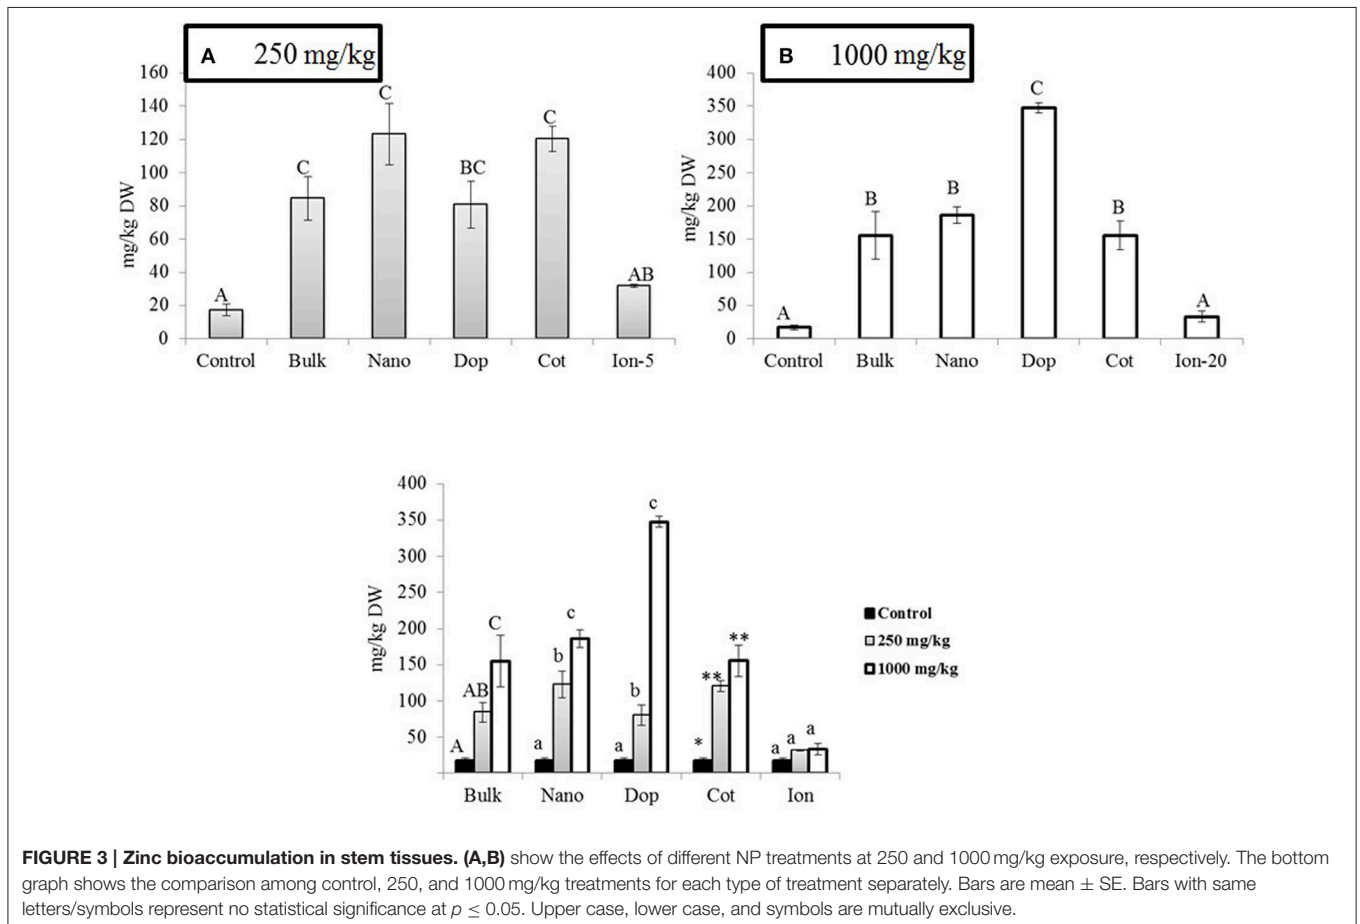 A 250 mg/kg
160
140
120
100
80
60
40
20
0
mg/kg DW
A
C
C
BC
C
AB
Control Bulk Nano Dop Cot Ion-5
B 1000 mg/kg
400
350
300
250
200
150
100
50
0
mg/kg DW
A
B
B
C
B
A
Control Bulk Nano Dop Cot Ion-20
400
350
300
250
200
150
100
50
mg/kg DW
A
AB
C
a
b
c
a
b
c
*
**
**
a
a
a
Bulk Nano Dop Cot Ion
Control
250 mg/kg
1000 mg/kg
FIGURE 3 | Zinc bioaccumulation in stem tissues. (A,B) show the effects of different NP treatments at 250 and 1000 mg/kg exposure, respectively. The bottom
graph shows the comparison among control, 250, and 1000 mg/kg treatments for each type of treatment separately. Bars are mean ± SE. Bars with same
letters/symbols represent no statistical significance at p ≤ 0.05. Upper case, lower case, and symbols are mutually exclusive.